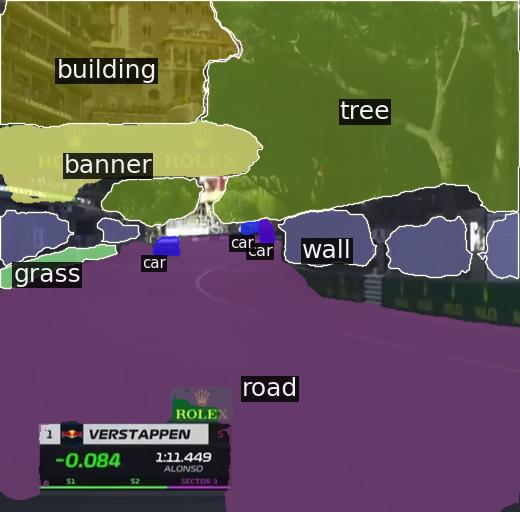 building
tree
ROLEX
banner
car
car
car
wall
grass
road
ROLEX
1 VERSTAPPEN S
-0.084 1:11.449
ALONSO
S1 S2 SECTOR 3